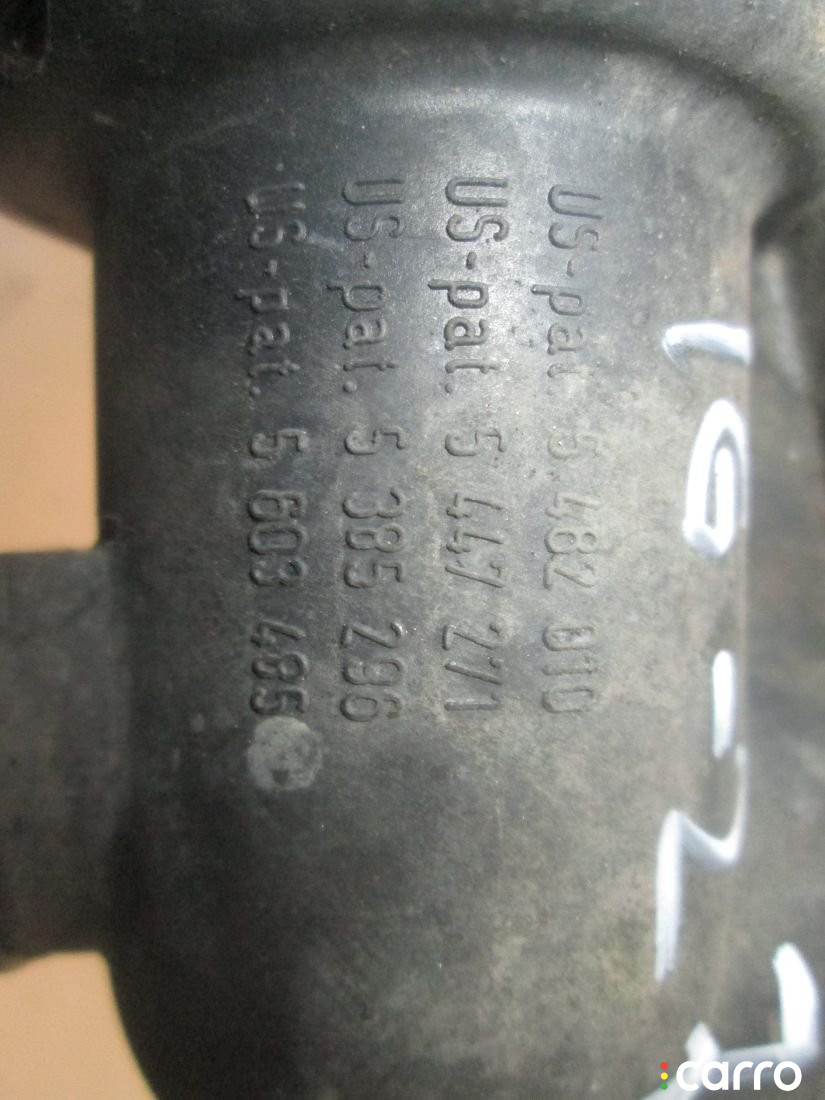 US-pat. 5 482 010
US-pat. 5 447 271
US-pat. 5 385 296
US-pat. 5 603 485
carro